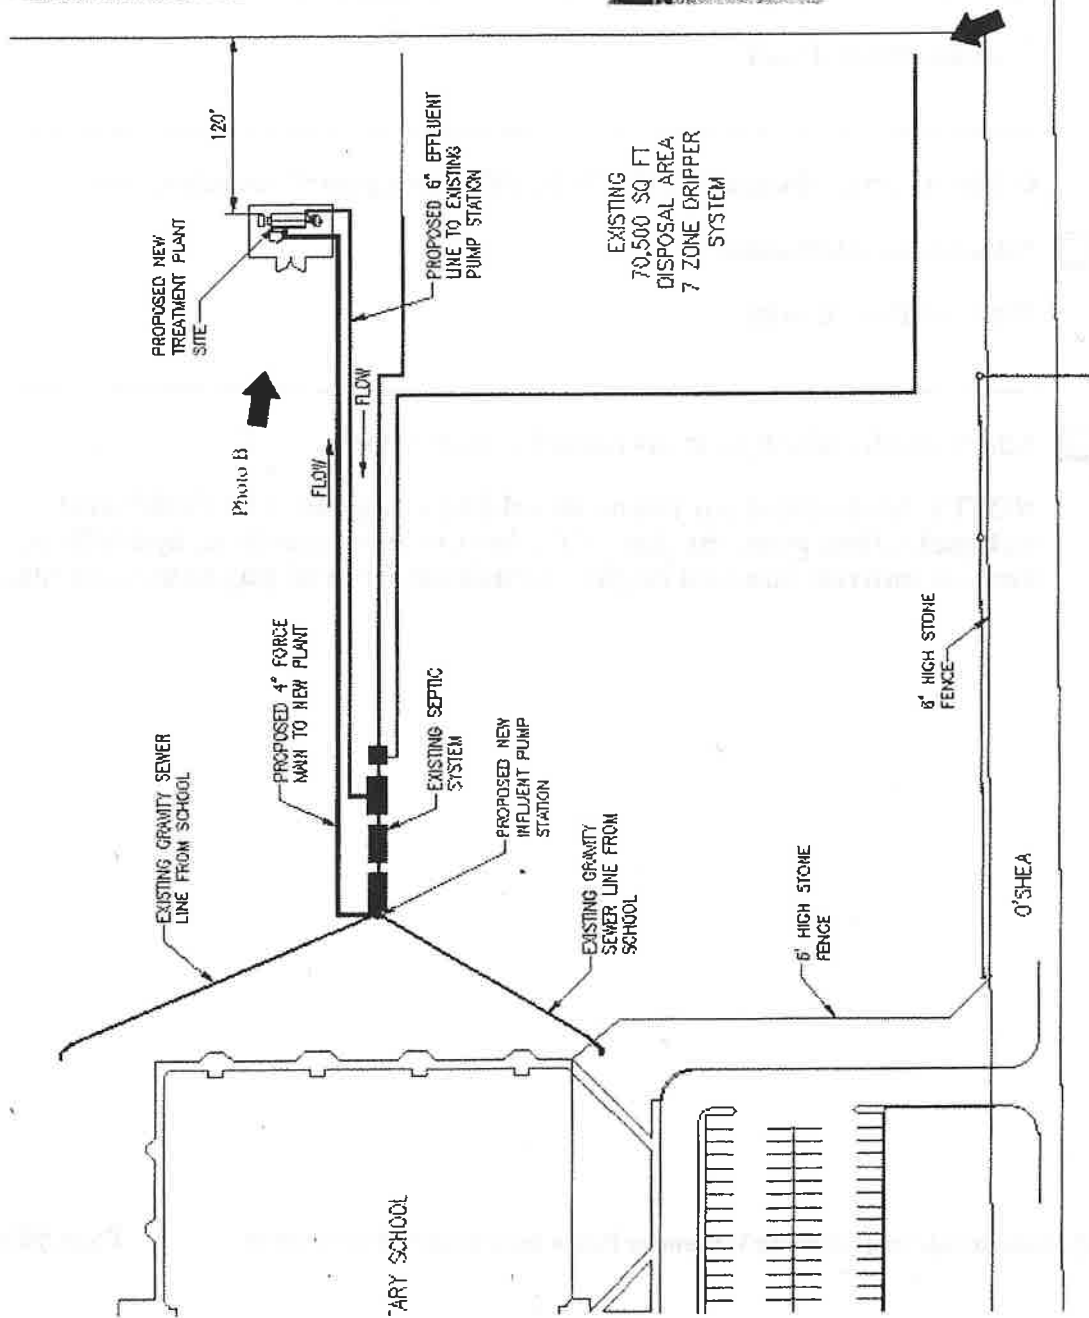 EXISTING GRAVITY SEWER
LINE FROM SCHOOL
PROPOSED NEW
TREATMENT PLANT
SITE
120'
Photo B
PROPOSED 4" FORCE
MAIN TO NEW PLANT
FLOW
FLOW
PROPOSED 6" EFFLUENT
LINE TO EXISTING
PUMP STATION
TARY SCHOOL
EXISTING SEPTIC
SYSTEM
PROPOSED NEW
INFLUENT PUMP
STATION
EXISTING GRAVITY
SEWER LINE FROM
SCHOOL
EXISTING
70,500 SQ FT
DISPOSAL AREA
7 ZONE DRIPPER
SYSTEM
6' HIGH STONE
FENCE
6' HIGH STONE
FENCE
O'SHEA